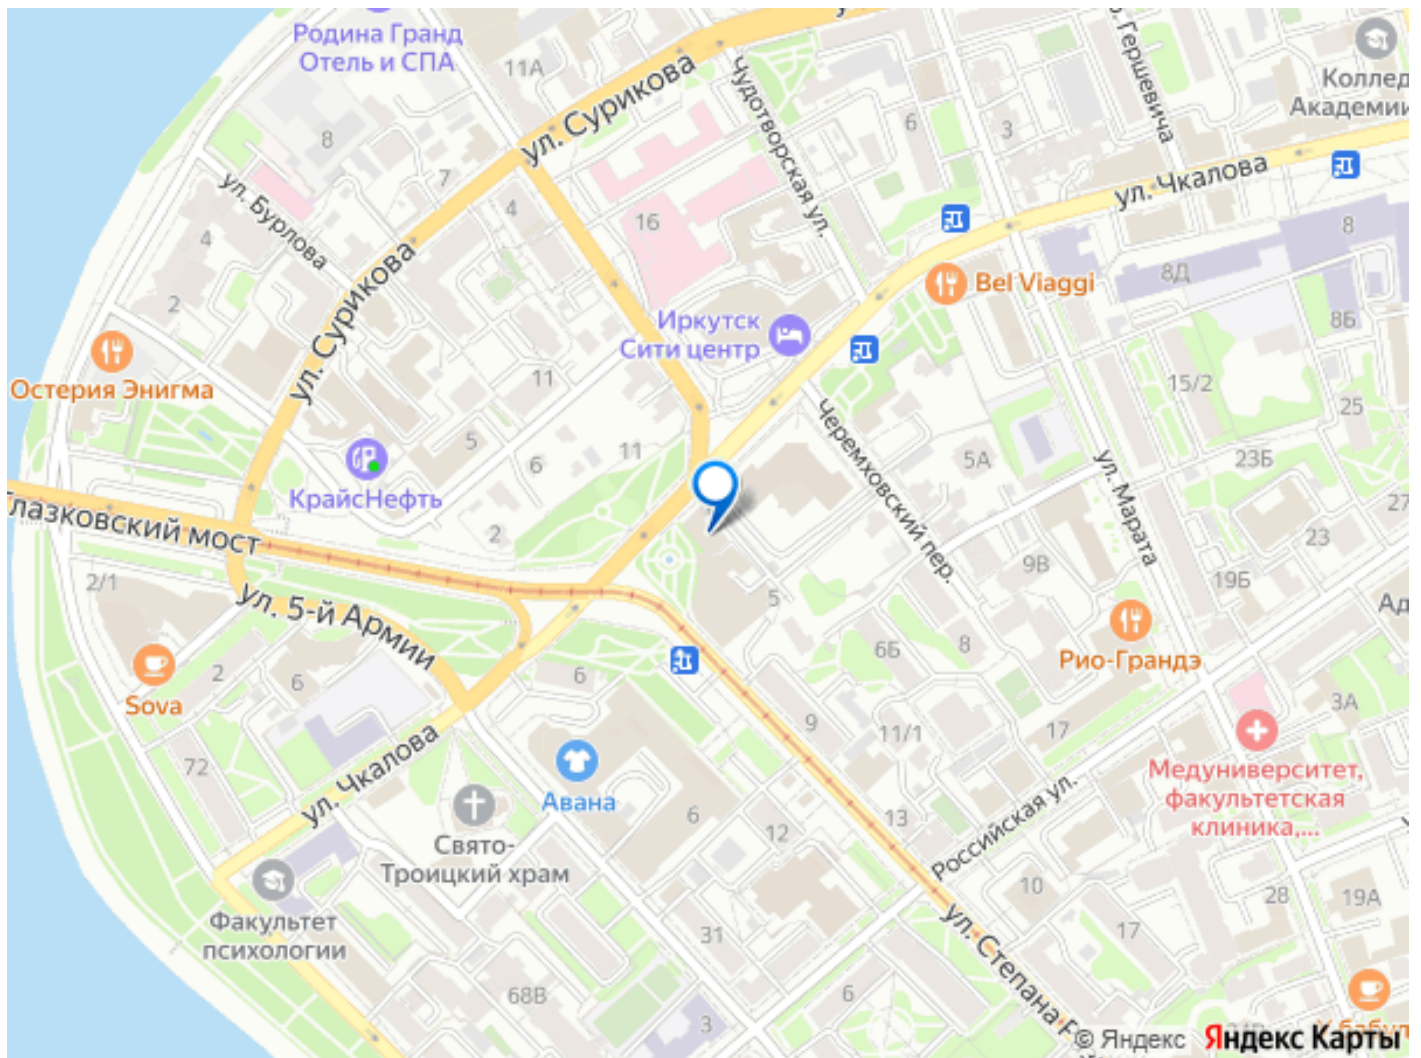 Родина Гранд
Отель и СПА
11А
ул. Сурикова
Чудотворская ул.
Гершевича
Коллед
Академии
6
3
8
7
4
16
ул. Чкалова
ул. Бурлова
4
2
8
8Д
8Б
Bel Viaggi
Иркутск
Сити центр
ул. Сурикова
Остерия Энигма
11
15/2
25
5
6
11
Черемховский пер.
5А
ул. Марата
23Б
КрайсНефть
2
27
23
Глазковский мост
9В
19Б
2/1
ул. 5-й Армии
5
Ад
6Б
8
Рио-Грандэ
Sova
2
6
6
9
11/1
17
3А
72
ул. Чкалова
Авана
6
12
13
Российская ул.
Медуниверситет,
факультетская
клиника,...
Свято-
Троицкий храм
10
28
19А
Факультет
психологии
31
17
ул. Степана Р
68В
3
6
© Яндекс Яндекс Карты